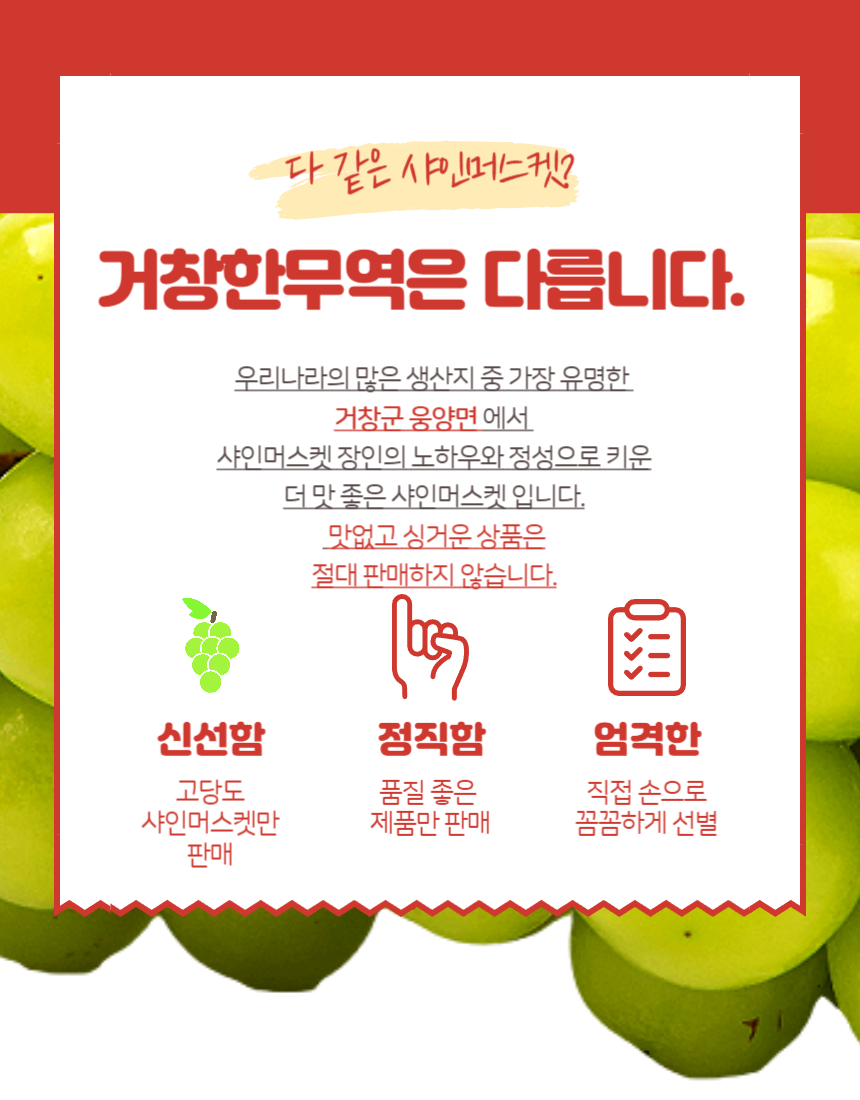 다 같은 샤인머스켓?
거창한무역은 다릅니다.
우리나라의 많은 생산지 중 가장 유명한
거창군 웅양면 에서
샤인머스켓 장인의 노하우와 정성으로 키운
더 맛 좋은 샤인머스켓 입니다.
맛없고 싱거운 상품은
절대 판매하지 않습니다.
신선함
고당도
샤인머스켓만
판매
정직함
품질 좋은
제품만 판매
엄격한
직접 손으로
꼼꼼하게 선별